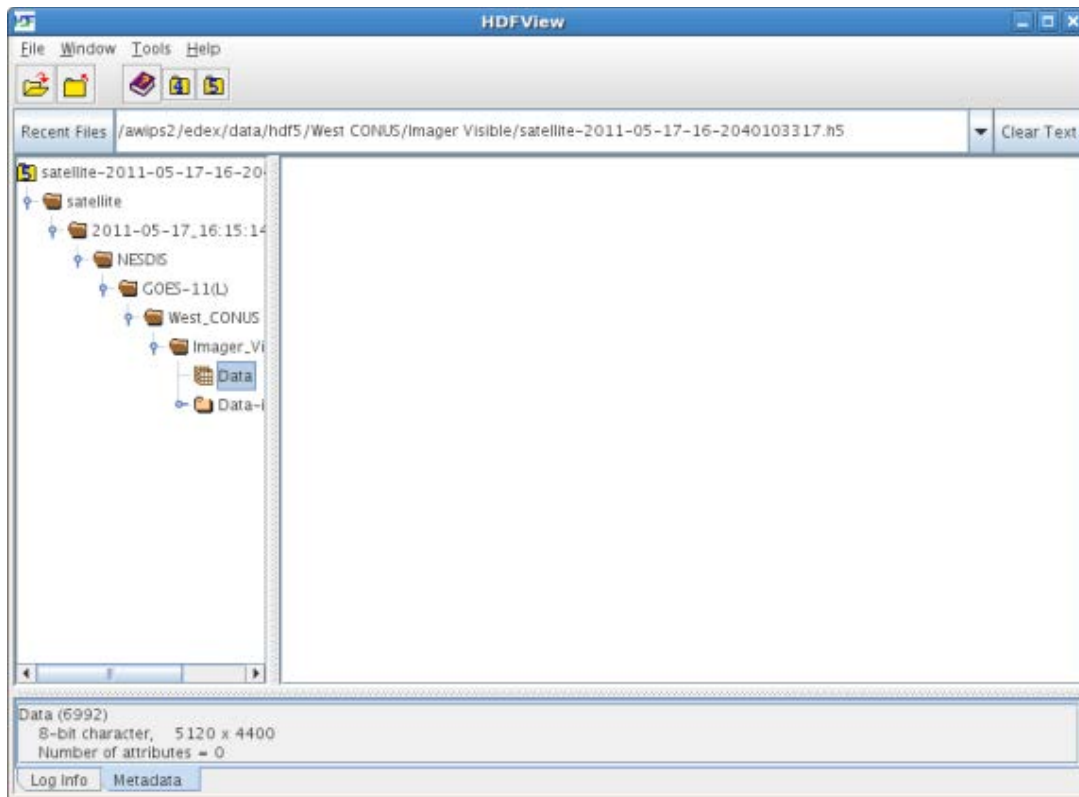 HDFView
File Window Tools Help
4 5
Recent Files /awips2/edex/data/hdf5/West CONUS/Imager Visible/satellite-2011-05-17-16-2040103317.h5 Clear Text
5 satellite-2011-05-17-16-20
satellite
2011-05-17_16:15:14
NESDIS
GOES-11(L)
West_CONUS
Imager_Vi
Data
Data-i
Data (6992)
8-bit character, 5120 x 4400
Number of attributes = 0
Log Info Metadata